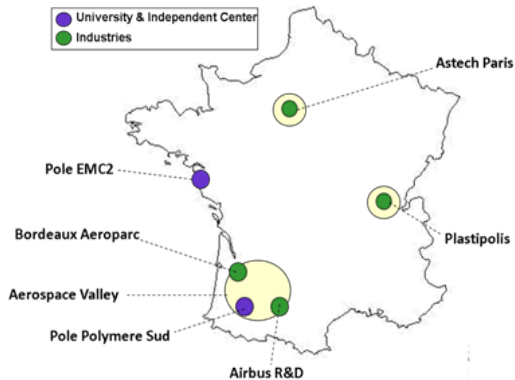 University & Independent Center
Industries
Astech Paris
Pole EMC2
Plastipolis
Bordeaux Aeroparc
Aerospace Valley
Pole Polymere Sud
Airbus R&D